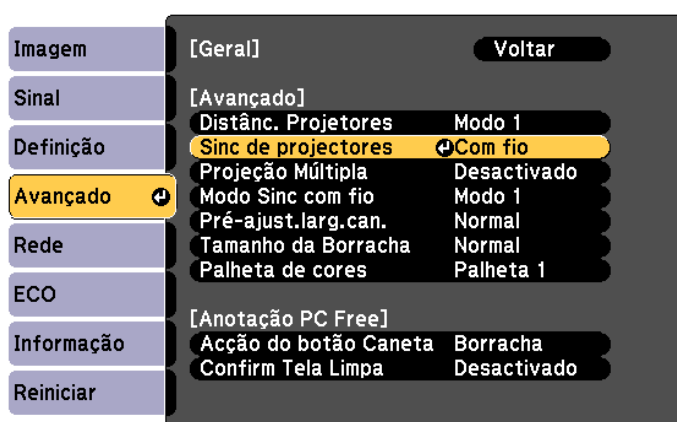 Imagem
Sinal
Definição
Avançado
Rede
ECO
Informação
Reiniciar
[Geral] Voltar
[Avançado]
Distânc. Projetores Modo 1
Sinc de projectores Com fio
Projeção Múltipla Desactivado
Modo Sinc com fio Modo 1
Pré-ajust.larg.can. Normal
Tamanho da Borracha Normal
Palheta de cores Palheta 1
[Anotação PC Free]
Acção do botão Caneta Borracha
Confirm Tela Limpa Desactivado